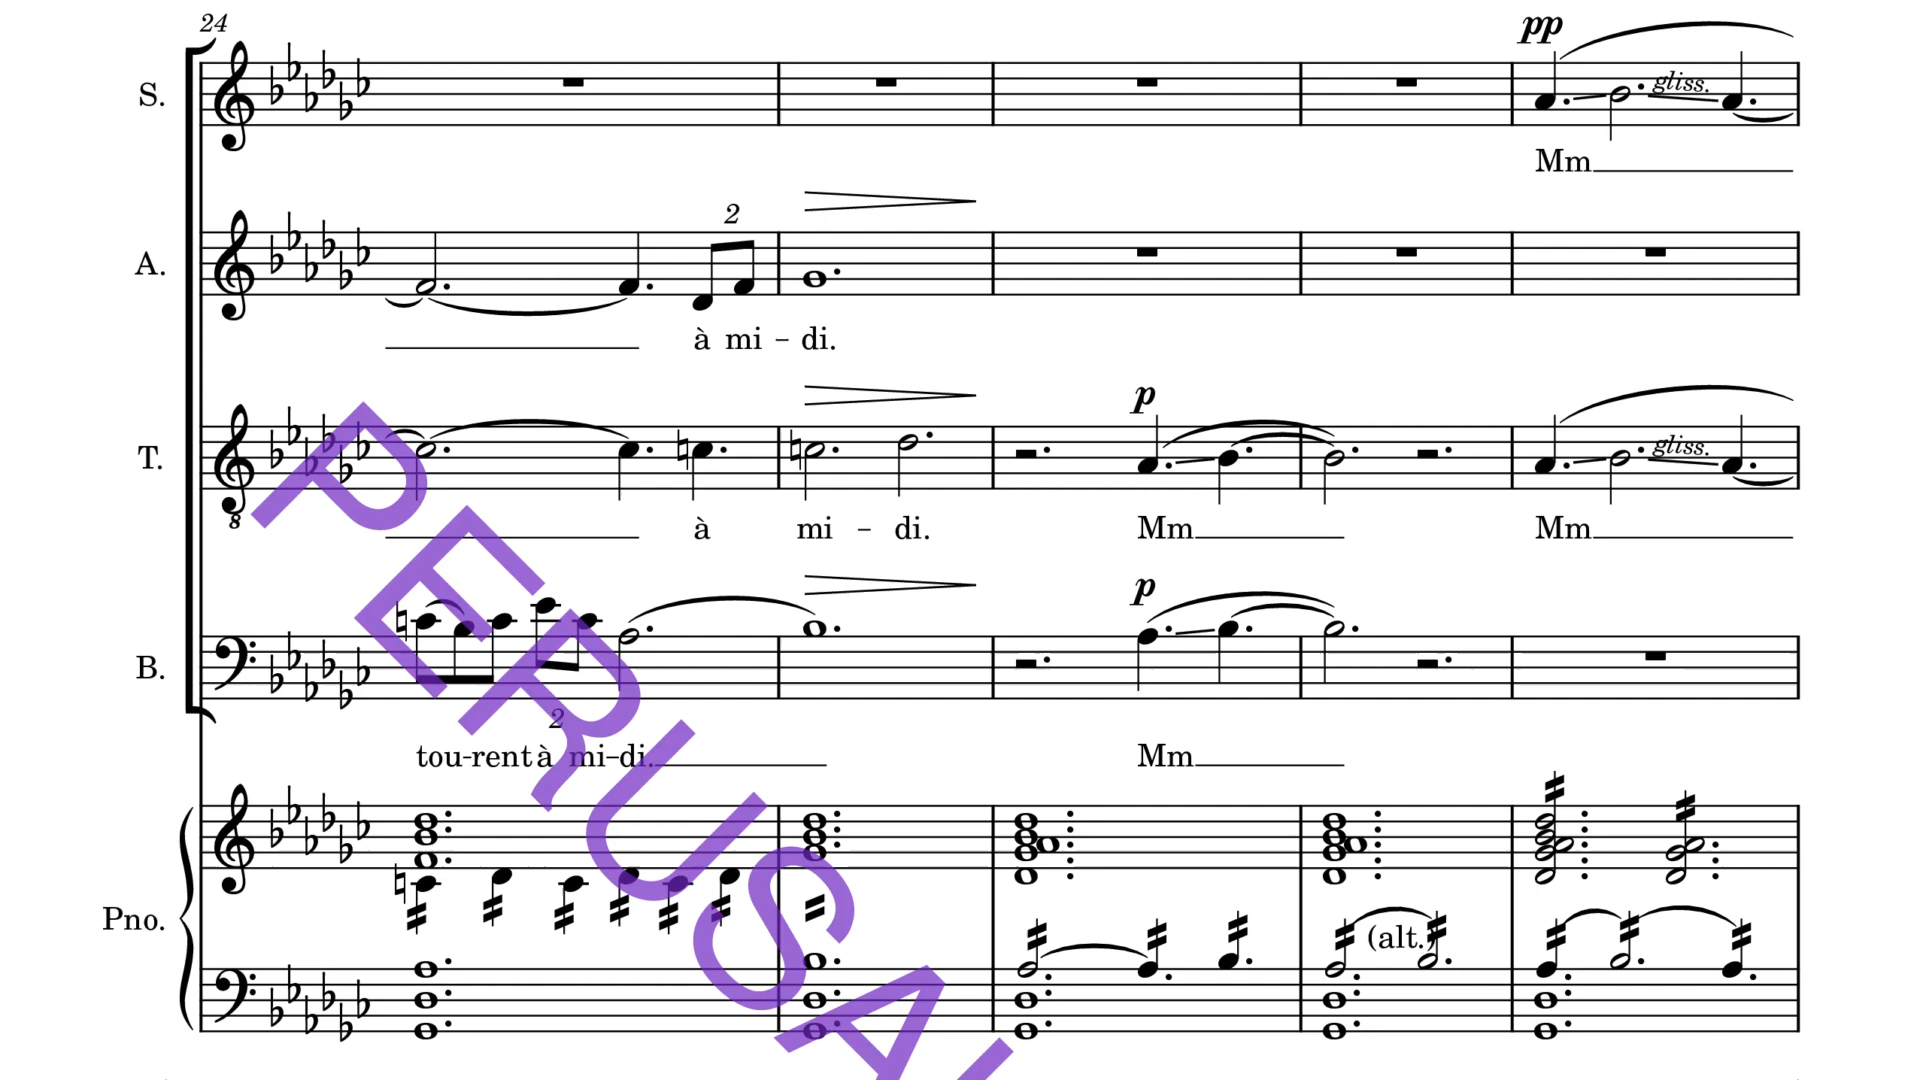 24
pp
S.
gliss.
Mm
2
A.
à mi - di.
p
T.
gliss.
8
à mi - di. Mm Mm
p
B.
2
tou-rent à mi-di. Mm
Pno.
(alt.)
PERUSA